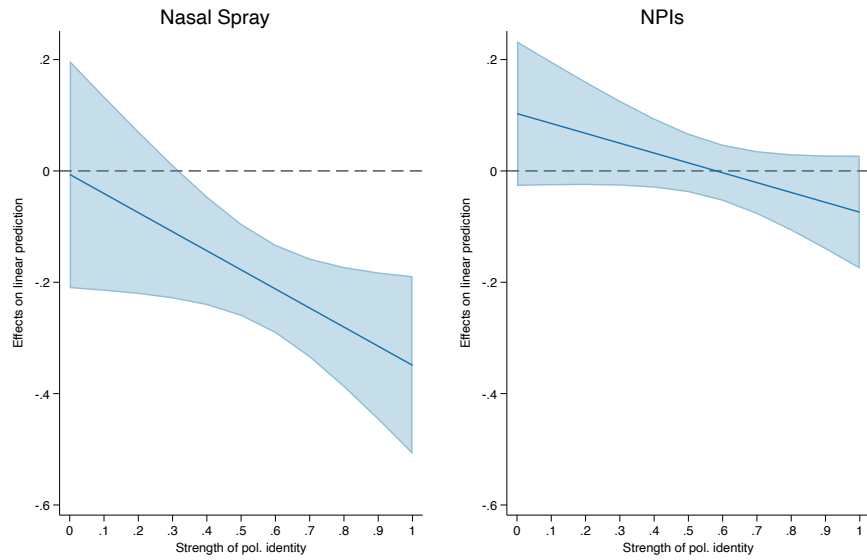 Nasal Spray
Effects on linear prediction
.2
0
-.2
-.4
-.6
0 .1 .2 .3 .4 .5 .6 .7 .8 .9 1
Strength of pol. identity
NPIs
Effects on linear prediction
.2
0
-.2
-.4
-.6
0 .1 .2 .3 .4 .5 .6 .7 .8 .9 1
Strength of pol. identity